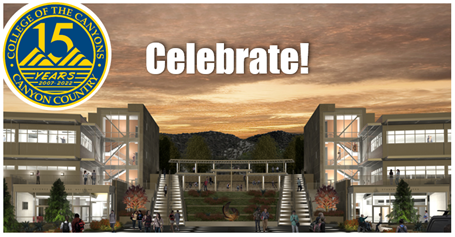 COLLEGE OF THE CANYONS
15
YEARS
2007-2022
CANYON COUNTRY
Celebrate!